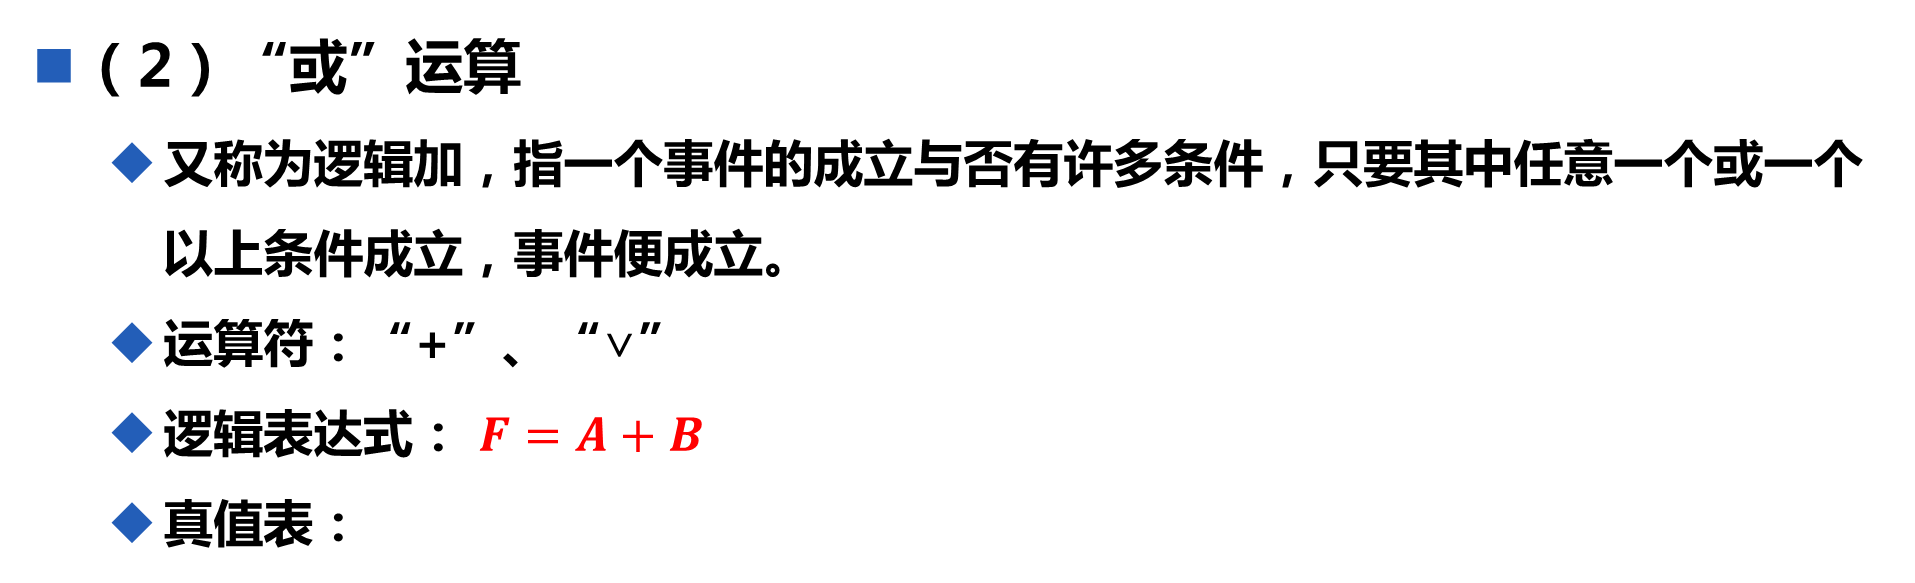 （2）“或”运算
又称为逻辑加，指一个事件的成立与否有许多条件，只要其中任意一个或一个
以上条件成立，事件便成立。
运算符：“+”、“∨”
逻辑表达式：F = A + B
真值表：